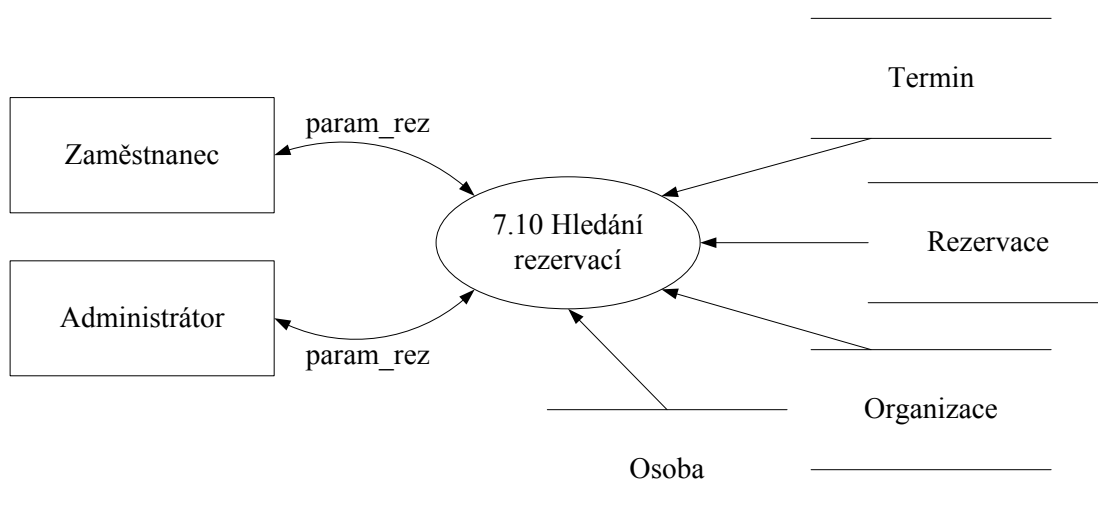 Termin
param_rez
Zaměstnanec
7.10 Hledání
rezervací
Rezervace
Administrátor
param_rez
Organizace
Osoba